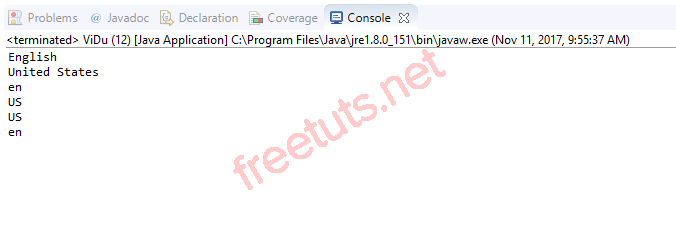 Problems @ Javadoc Declaration Coverage Console
<terminated> ViDu (12) [Java Application] C:\Program Files\Java\jre1.8.0_151\bin\javaw.exe (Nov 11, 2017, 9:55:37 AM)
English
United States
en
US
US
en
freetuts.net